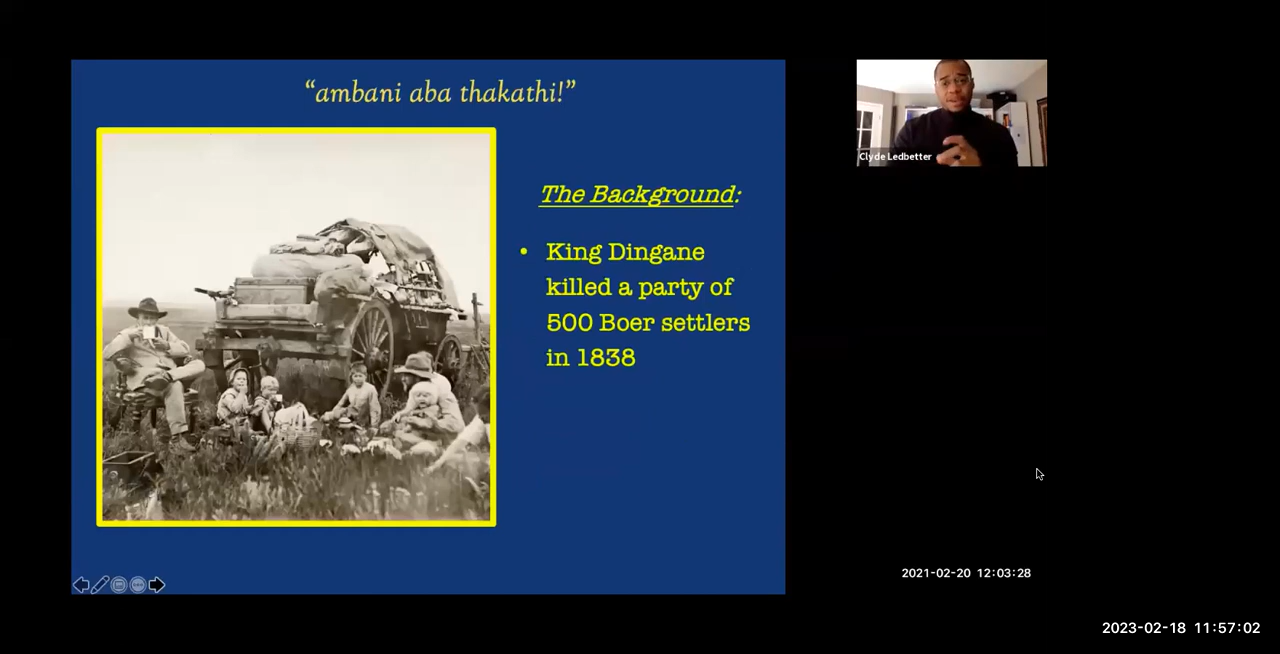 “ambani aba thakathi!”
The Background:
• King Dingane
killed a party of
500 Boer settlers
in 1838
Clyde Ledbetter
2021-02-20 12:03:28
2023-02-18 11:57:02